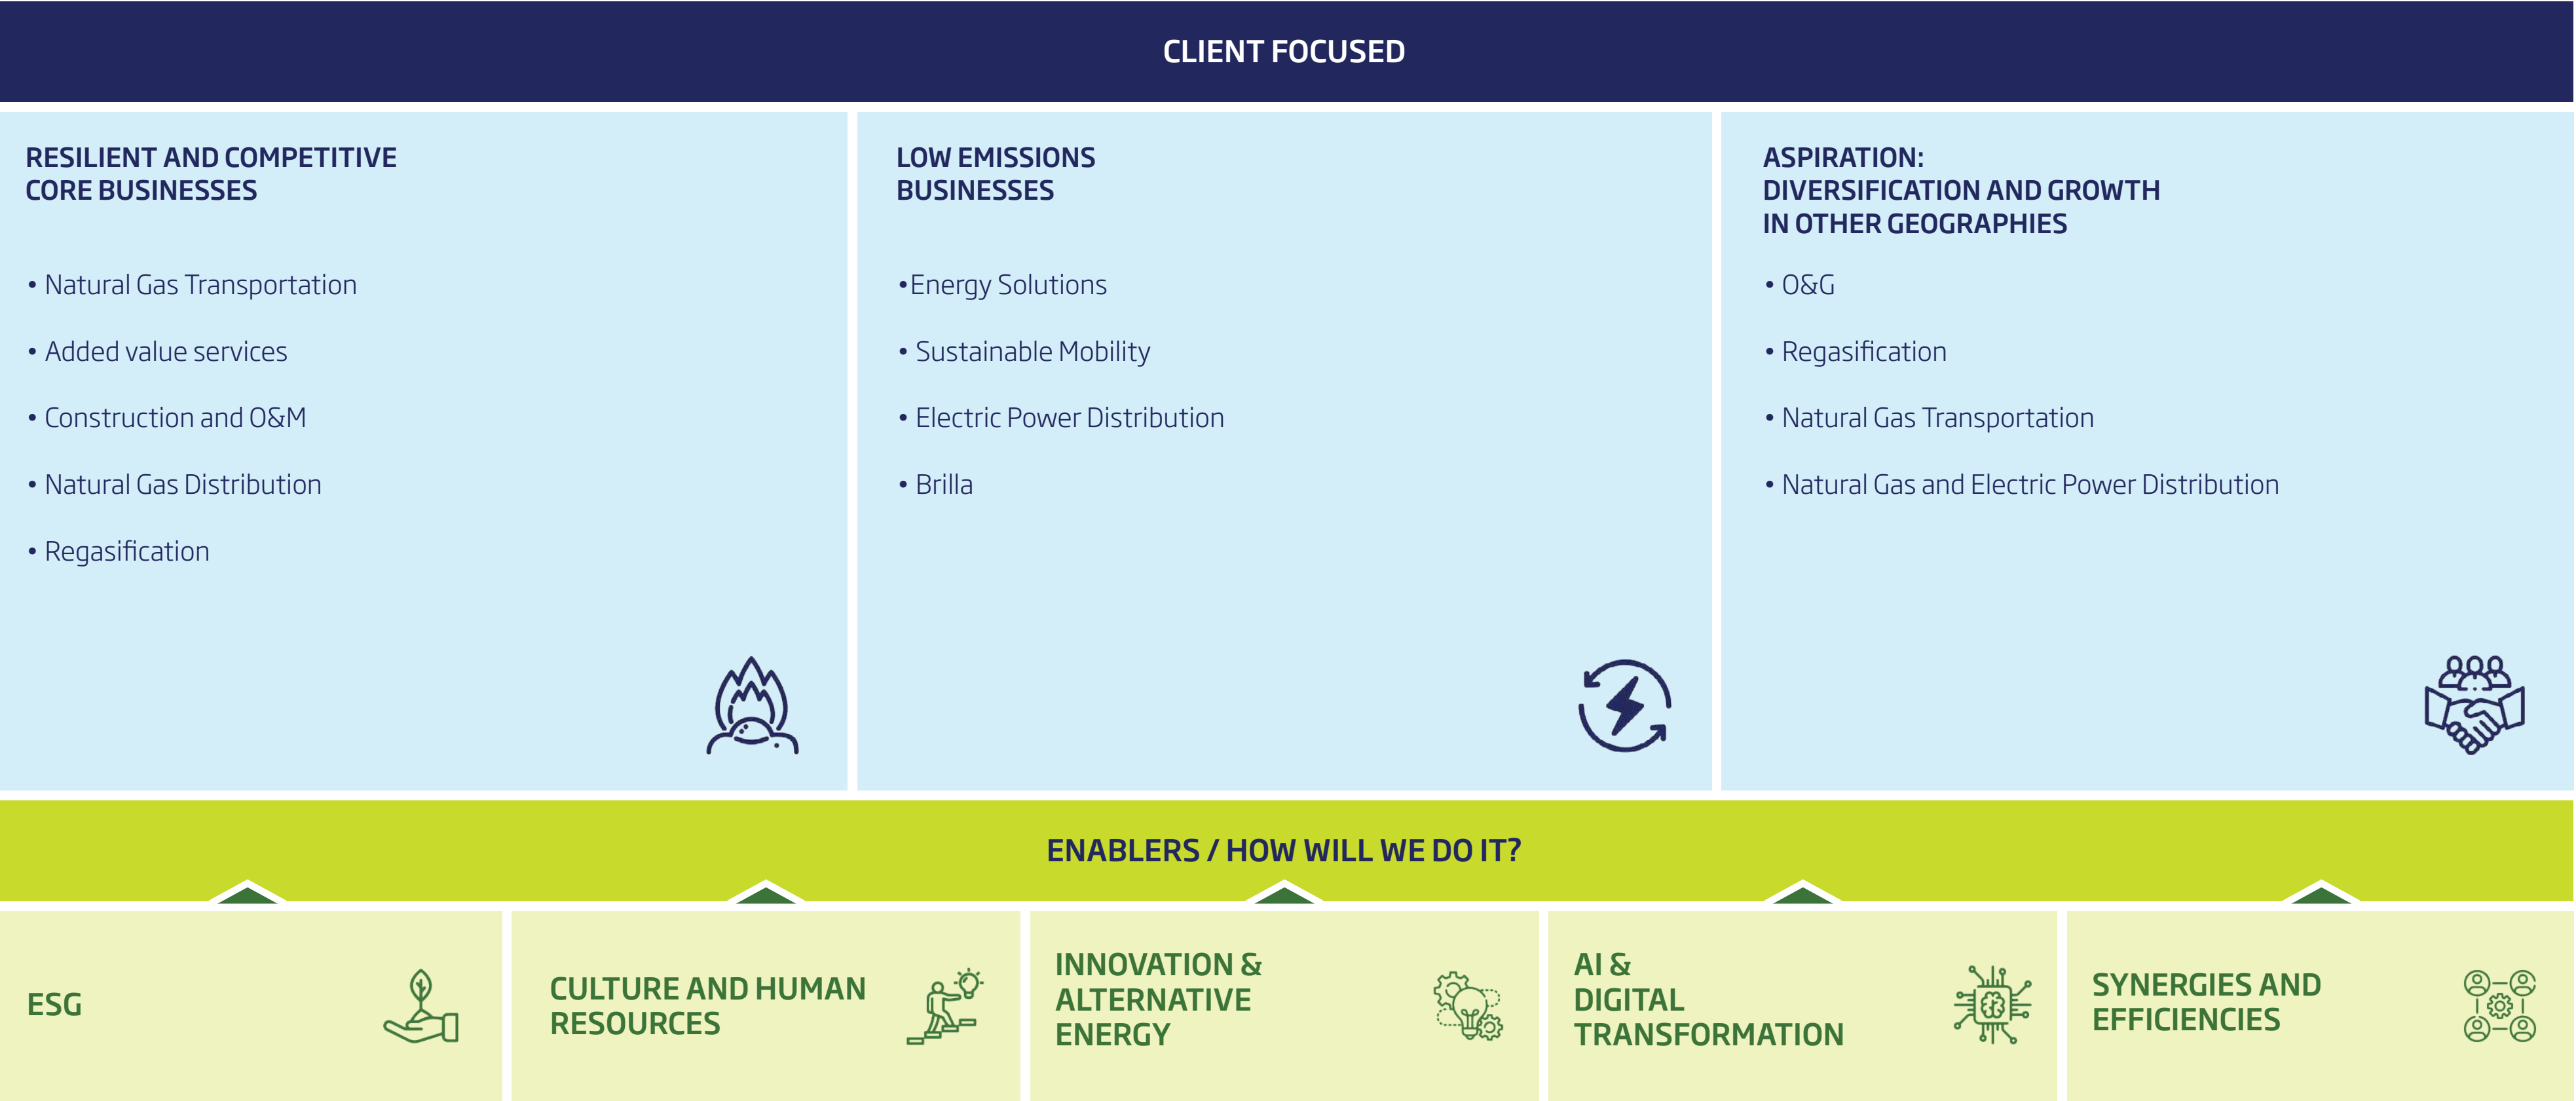 CLIENT FOCUSED
RESILIENT AND COMPETITIVE
CORE BUSINESSES
• Natural Gas Transportation
• Added value services
• Construction and O&M
• Natural Gas Distribution
• Regasification
LOW EMISSIONS
BUSINESSES
•Energy Solutions
• Sustainable Mobility
• Electric Power Distribution
• Brilla
ASPIRATION:
DIVERSIFICATION AND GROWTH
IN OTHER GEOGRAPHIES
• O&G
• Regasification
• Natural Gas Transportation
• Natural Gas and Electric Power Distribution
ENABLERS / HOW WILL WE DO IT?
ESG
CULTURE AND HUMAN
RESOURCES
INNOVATION &
ALTERNATIVE
ENERGY
AI &
DIGITAL
TRANSFORMATION
SYNERGIES AND
EFFICIENCIES